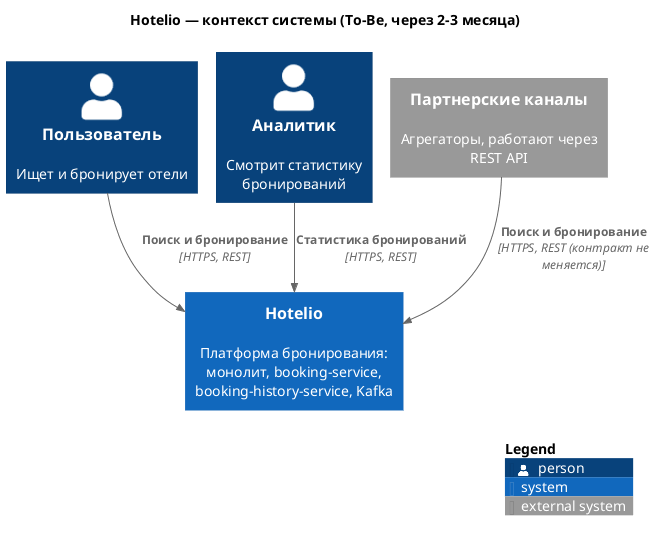 Hotelio — контекст системы (To-Be, через 2-3 месяца)
Пользователь
Ищет и бронирует отели
Аналитик
Смотрит статистику
бронирований
Партнерские каналы
Агрегаторы, работают через
REST API
Поиск и бронирование
[HTTPS, REST]
Статистика бронирований
[HTTPS, REST]
Поиск и бронирование
[HTTPS, REST (контракт не
меняется)]
Hotelio
Платформа бронирования:
монолит, booking-service,
booking-history-service, Kafka
Legend
person
system
external system